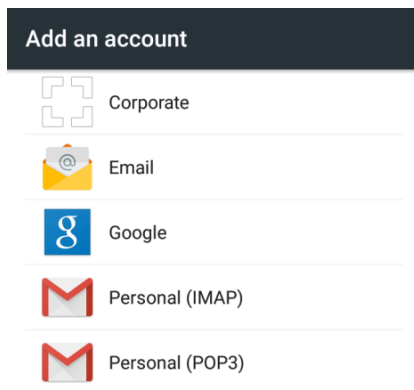 Add an account
Corporate
@
Email
g
Google
Personal (IMAP)
Personal (POP3)